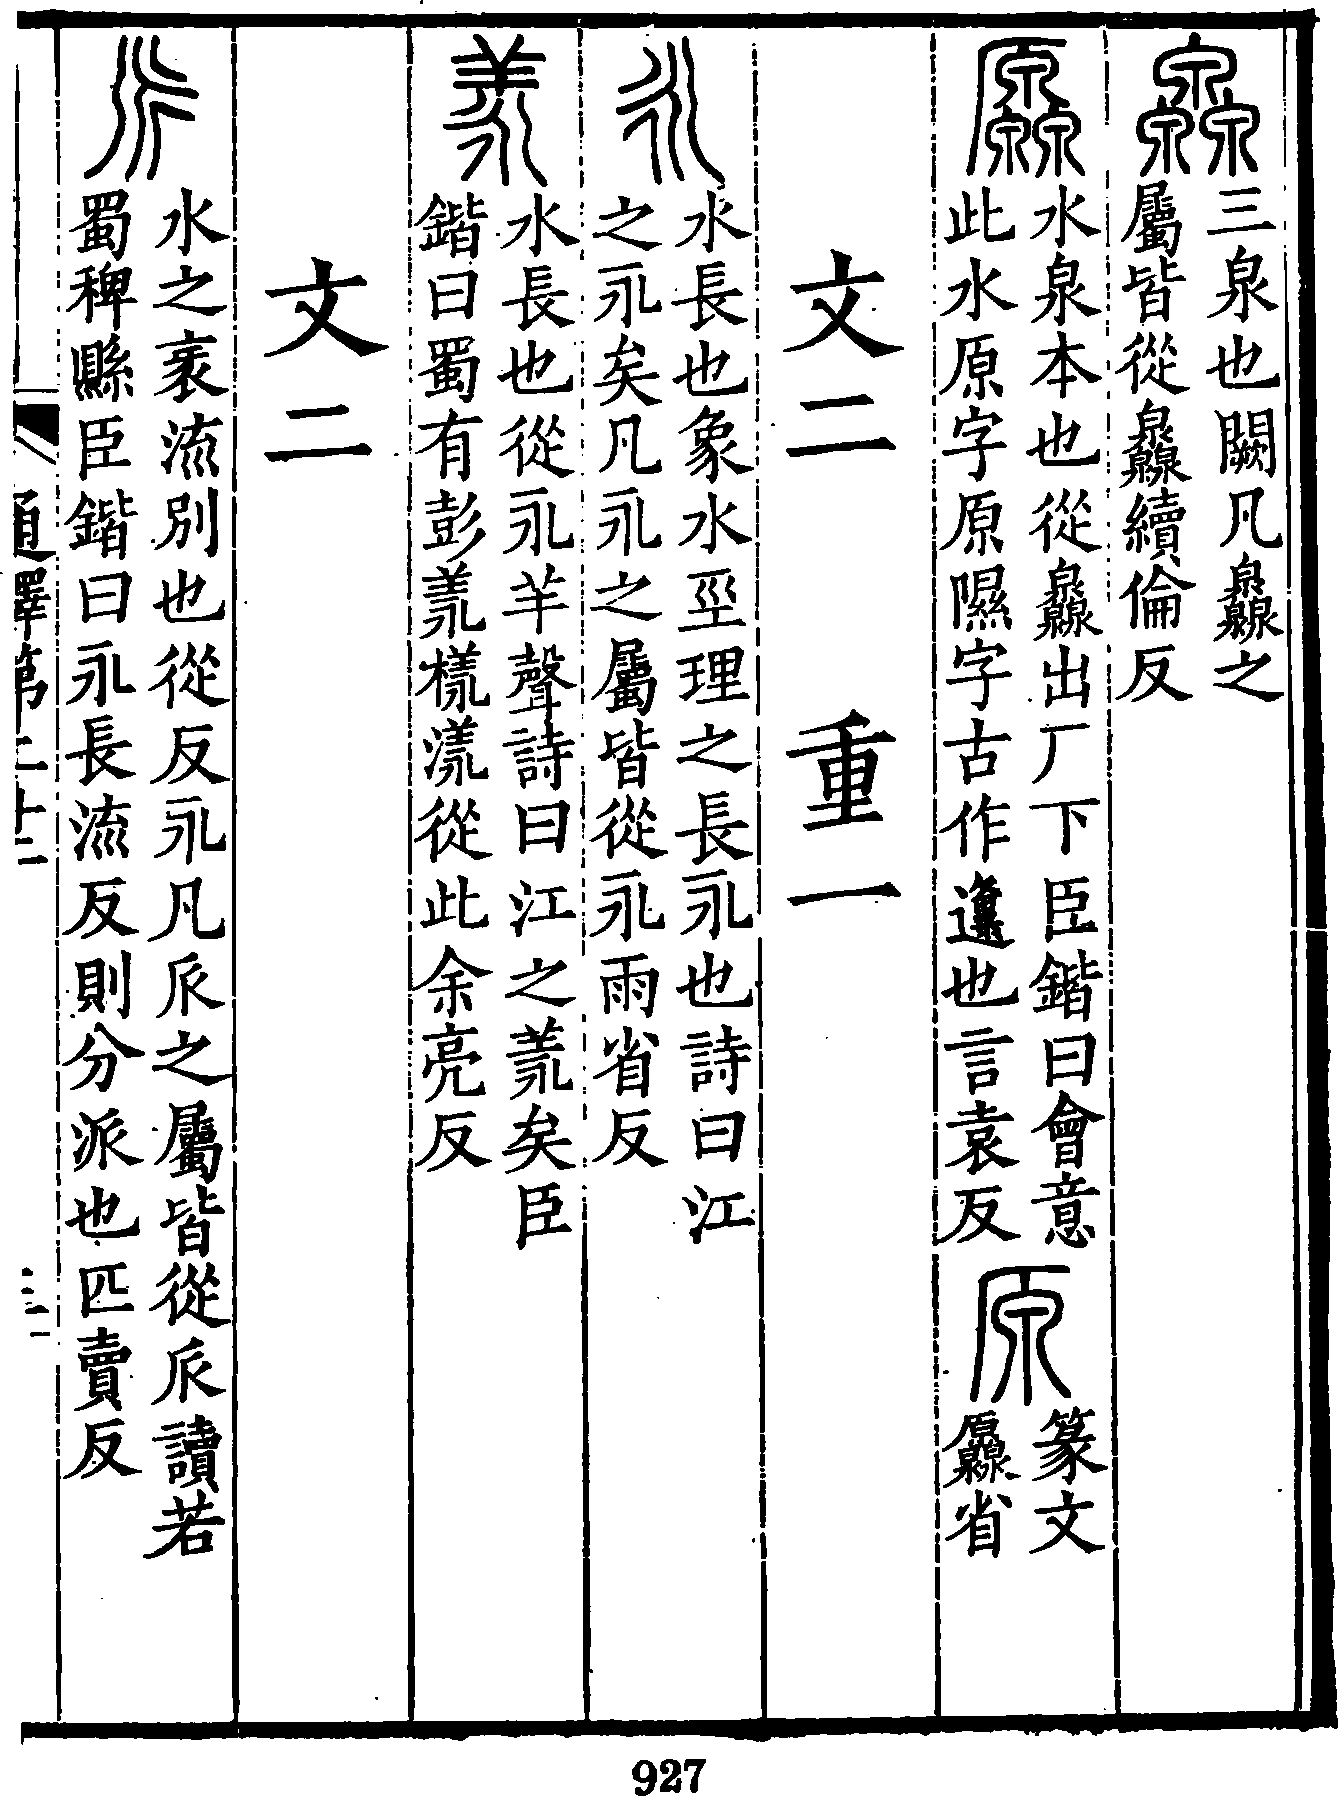 灥三泉也闕凡灥之
屬皆從灥續倫反
厵水泉本也從灥出厂下臣鍇曰會意
此水原字原隰字古作邍也言袁反
原篆文
厵省
文二 重一
永水長也象水巠理之長永也詩曰江
之永矣凡永之屬皆從永雨省反
羕水長也從永羊聲詩曰江之羕矣臣
鍇曰蜀有彭羕樣漾從此余亮反
文二
𠂢水之衺流別也從反永凡𠂢之屬皆從𠂢讀若
蜀稗縣臣鍇曰永長流反則分派也匹賣反
通釋第二十二
三
927